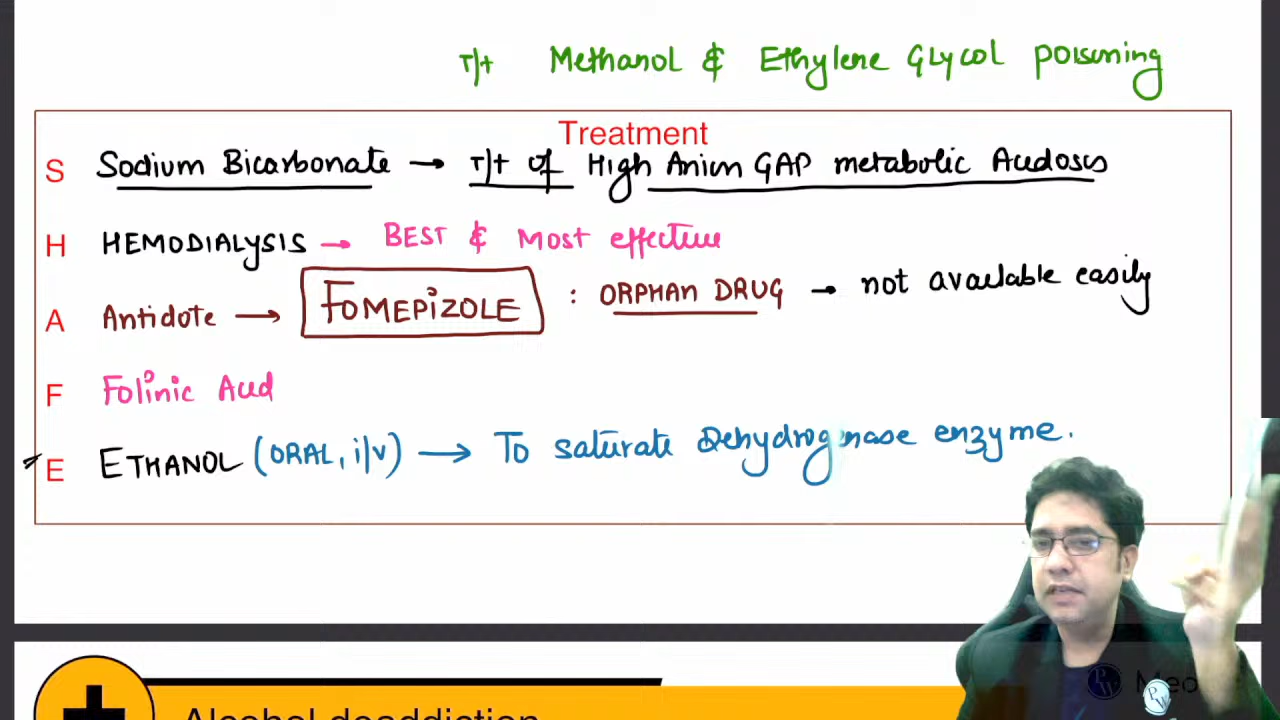 T/t Methanol & Ethylene Glycol poisoning
Treatment
S Sodium Bicarbonate → T/t of High Anion GAP metabolic Acidosis
H HEMODIALYSIS → BEST & Most effective
A Antidote → FOMEPIZOLE : ORPHAN DRUG → not available easily
F Folinic Acid
E ETHANOL (ORAL, i/v) → To saturate Dehydrogenase enzyme.
Alcohol deaddiction